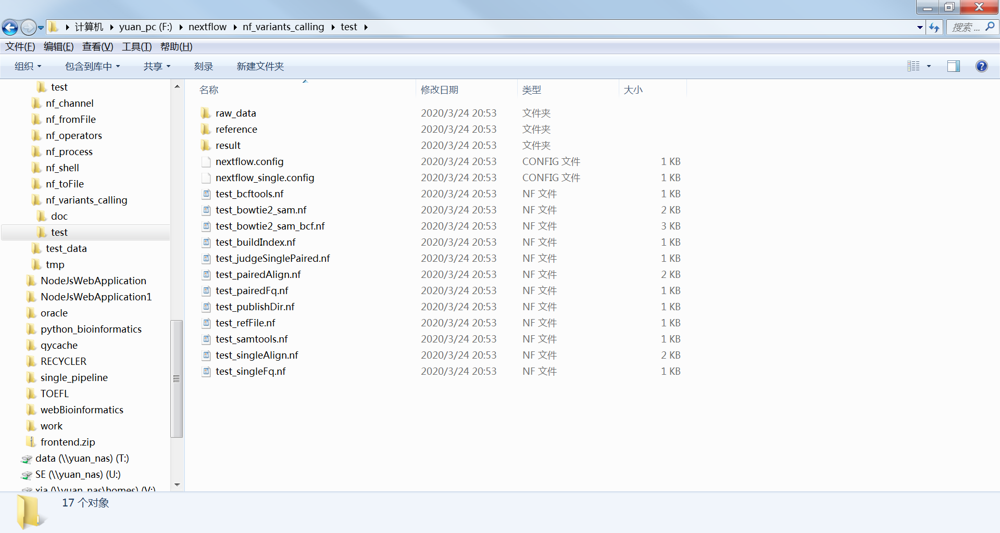 计算机 yuan_pc (F:) nextflow nf_variants_calling test 搜索 ...
文件(F) 编辑(E) 查看(V) 工具(T) 帮助(H)
组织 包含到库中 共享 刻录 新建文件夹
test
nf_channel
nf_fromFile
nf_operators
nf_process
nf_shell
nf_toFile
nf_variants_calling
doc
test
test_data
tmp
NodeJsWebApplication
NodeJsWebApplication1
oracle
python_bioinformatics
qycache
RECYCLER
single_pipeline
TOEFL
webBioinformatics
work
frontend.zip
data (\\yuan_nas) (T:)
SE (\\yuan_nas) (U:)
xia (\\yuan_nas\homes) (V:)
名称 修改日期 类型 大小
raw_data 2020/3/24 20:53 文件夹
reference 2020/3/24 20:53 文件夹
result 2020/3/24 20:53 文件夹
nextflow.config 2020/3/24 20:53 CONFIG 文件 1 KB
nextflow_single.config 2020/3/24 20:53 CONFIG 文件 1 KB
test_bcftools.nf 2020/3/24 20:53 NF 文件 1 KB
test_bowtie2_sam.nf 2020/3/24 20:53 NF 文件 2 KB
test_bowtie2_sam_bcf.nf 2020/3/24 20:53 NF 文件 3 KB
test_buildIndex.nf 2020/3/24 20:53 NF 文件 1 KB
test_judgeSinglePaired.nf 2020/3/24 20:53 NF 文件 1 KB
test_pairedAlign.nf 2020/3/24 20:53 NF 文件 2 KB
test_pairedFq.nf 2020/3/24 20:53 NF 文件 1 KB
test_publishDir.nf 2020/3/24 20:53 NF 文件 1 KB
test_refFile.nf 2020/3/24 20:53 NF 文件 1 KB
test_samtools.nf 2020/3/24 20:53 NF 文件 1 KB
test_singleAlign.nf 2020/3/24 20:53 NF 文件 2 KB
test_singleFq.nf 2020/3/24 20:53 NF 文件 1 KB
17 个对象